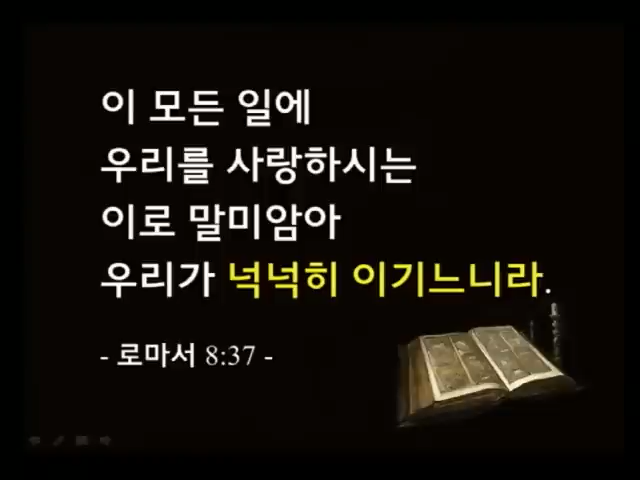 이 모든 일에
우리를 사랑하시는
이로 말미암아
우리가 넉넉히 이기느니라.
- 로마서 8:37 -